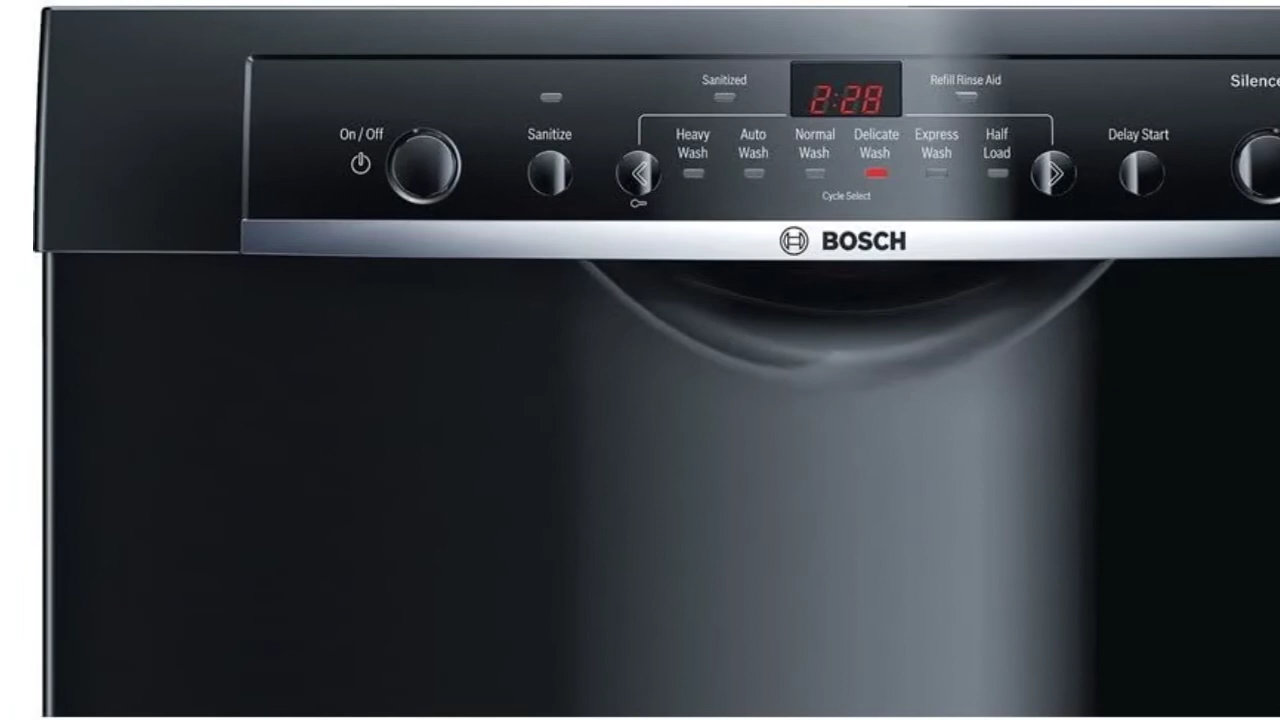 Sanitized
2:28
Refill Rinse Aid
Silence
On / Off
Sanitize
Heavy Wash
Auto Wash
Normal Wash
Delicate Wash
Express Wash
Half Load
Delay Start
Cycle Select
BOSCH